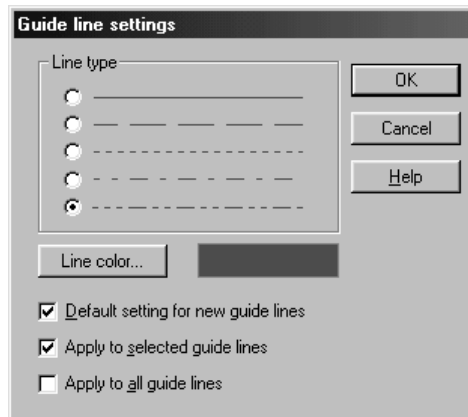 Guide line settings
Line type
OK
Cancel
Help
Line color...
Default setting for new guide lines
Apply to selected guide lines
Apply to all guide lines